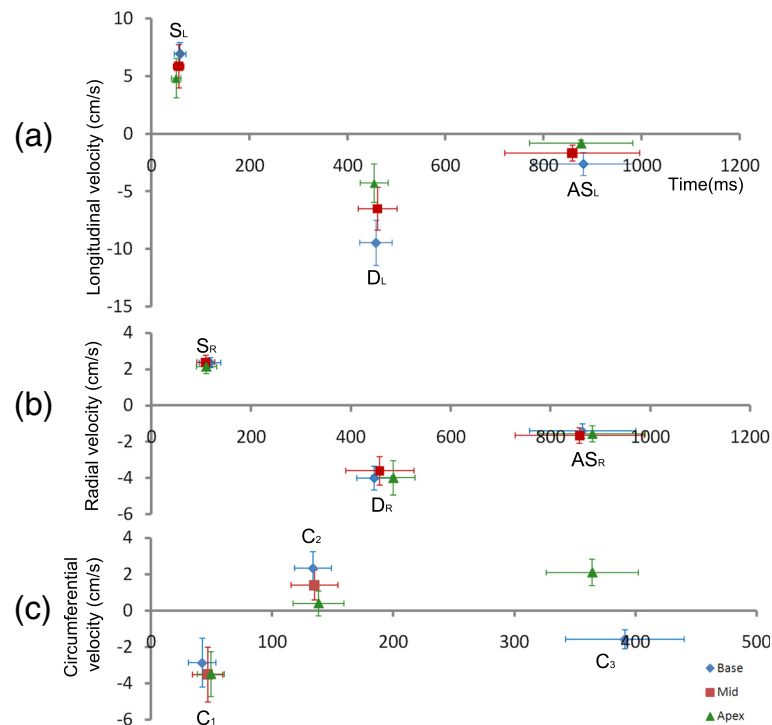 (a)
Longitudinal velocity (cm/s)
10
5
0
-5
-10
-15
0 200 400 600 800 1000 1200
Time(ms)
SL
DL
ASL
(b)
Radial velocity (cm/s)
4
2
0
-2
-4
-6
0 200 400 600 800 1000 1200
SR
DR
ASR
(c)
Circumferential
velocity (cm/s)
4
2
0
-2
-4
-6
0 100 200 300 400 500
C2
C1
C3
Base
Mid
Apex